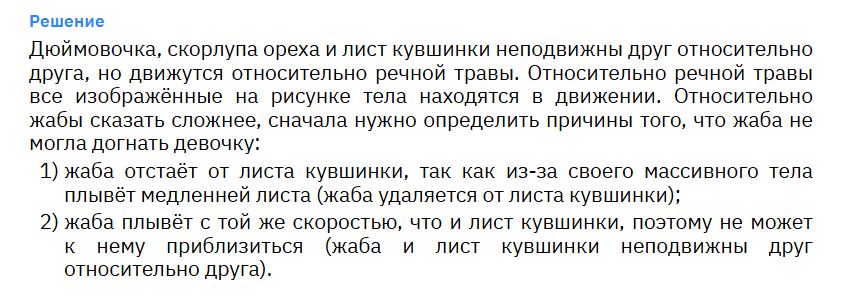 Решение
Дюймовочка, скорлупа ореха и лист кувшинки неподвижны друг относительно
друга, но движутся относительно речной травы. Относительно речной травы
все изображённые на рисунке тела находятся в движении. Относительно
жабы сказать сложнее, сначала нужно определить причины того, что жаба не
могла догнать девочку:
1) жаба отстаёт от листа кувшинки, так как из-за своего массивного тела
плывёт медленней листа (жаба удаляется от листа кувшинки);
2) жаба плывёт с той же скоростью, что и лист кувшинки, поэтому не может
к нему приблизиться (жаба и лист кувшинки неподвижны друг
относительно друга).